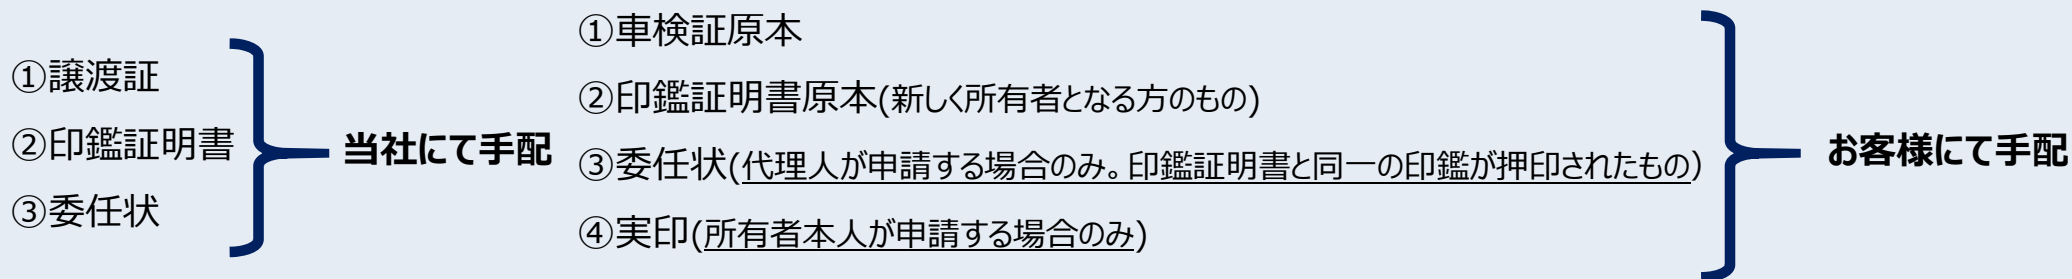 ①譲渡証
②印鑑証明書
③委任状
当社にて手配
①車検証原本
②印鑑証明書原本(新しく所有者となる方のもの)
③委任状(代理人が申請する場合のみ。印鑑証明書と同一の印鑑が押印されたもの)
④実印(所有者本人が申請する場合のみ)
お客様にて手配